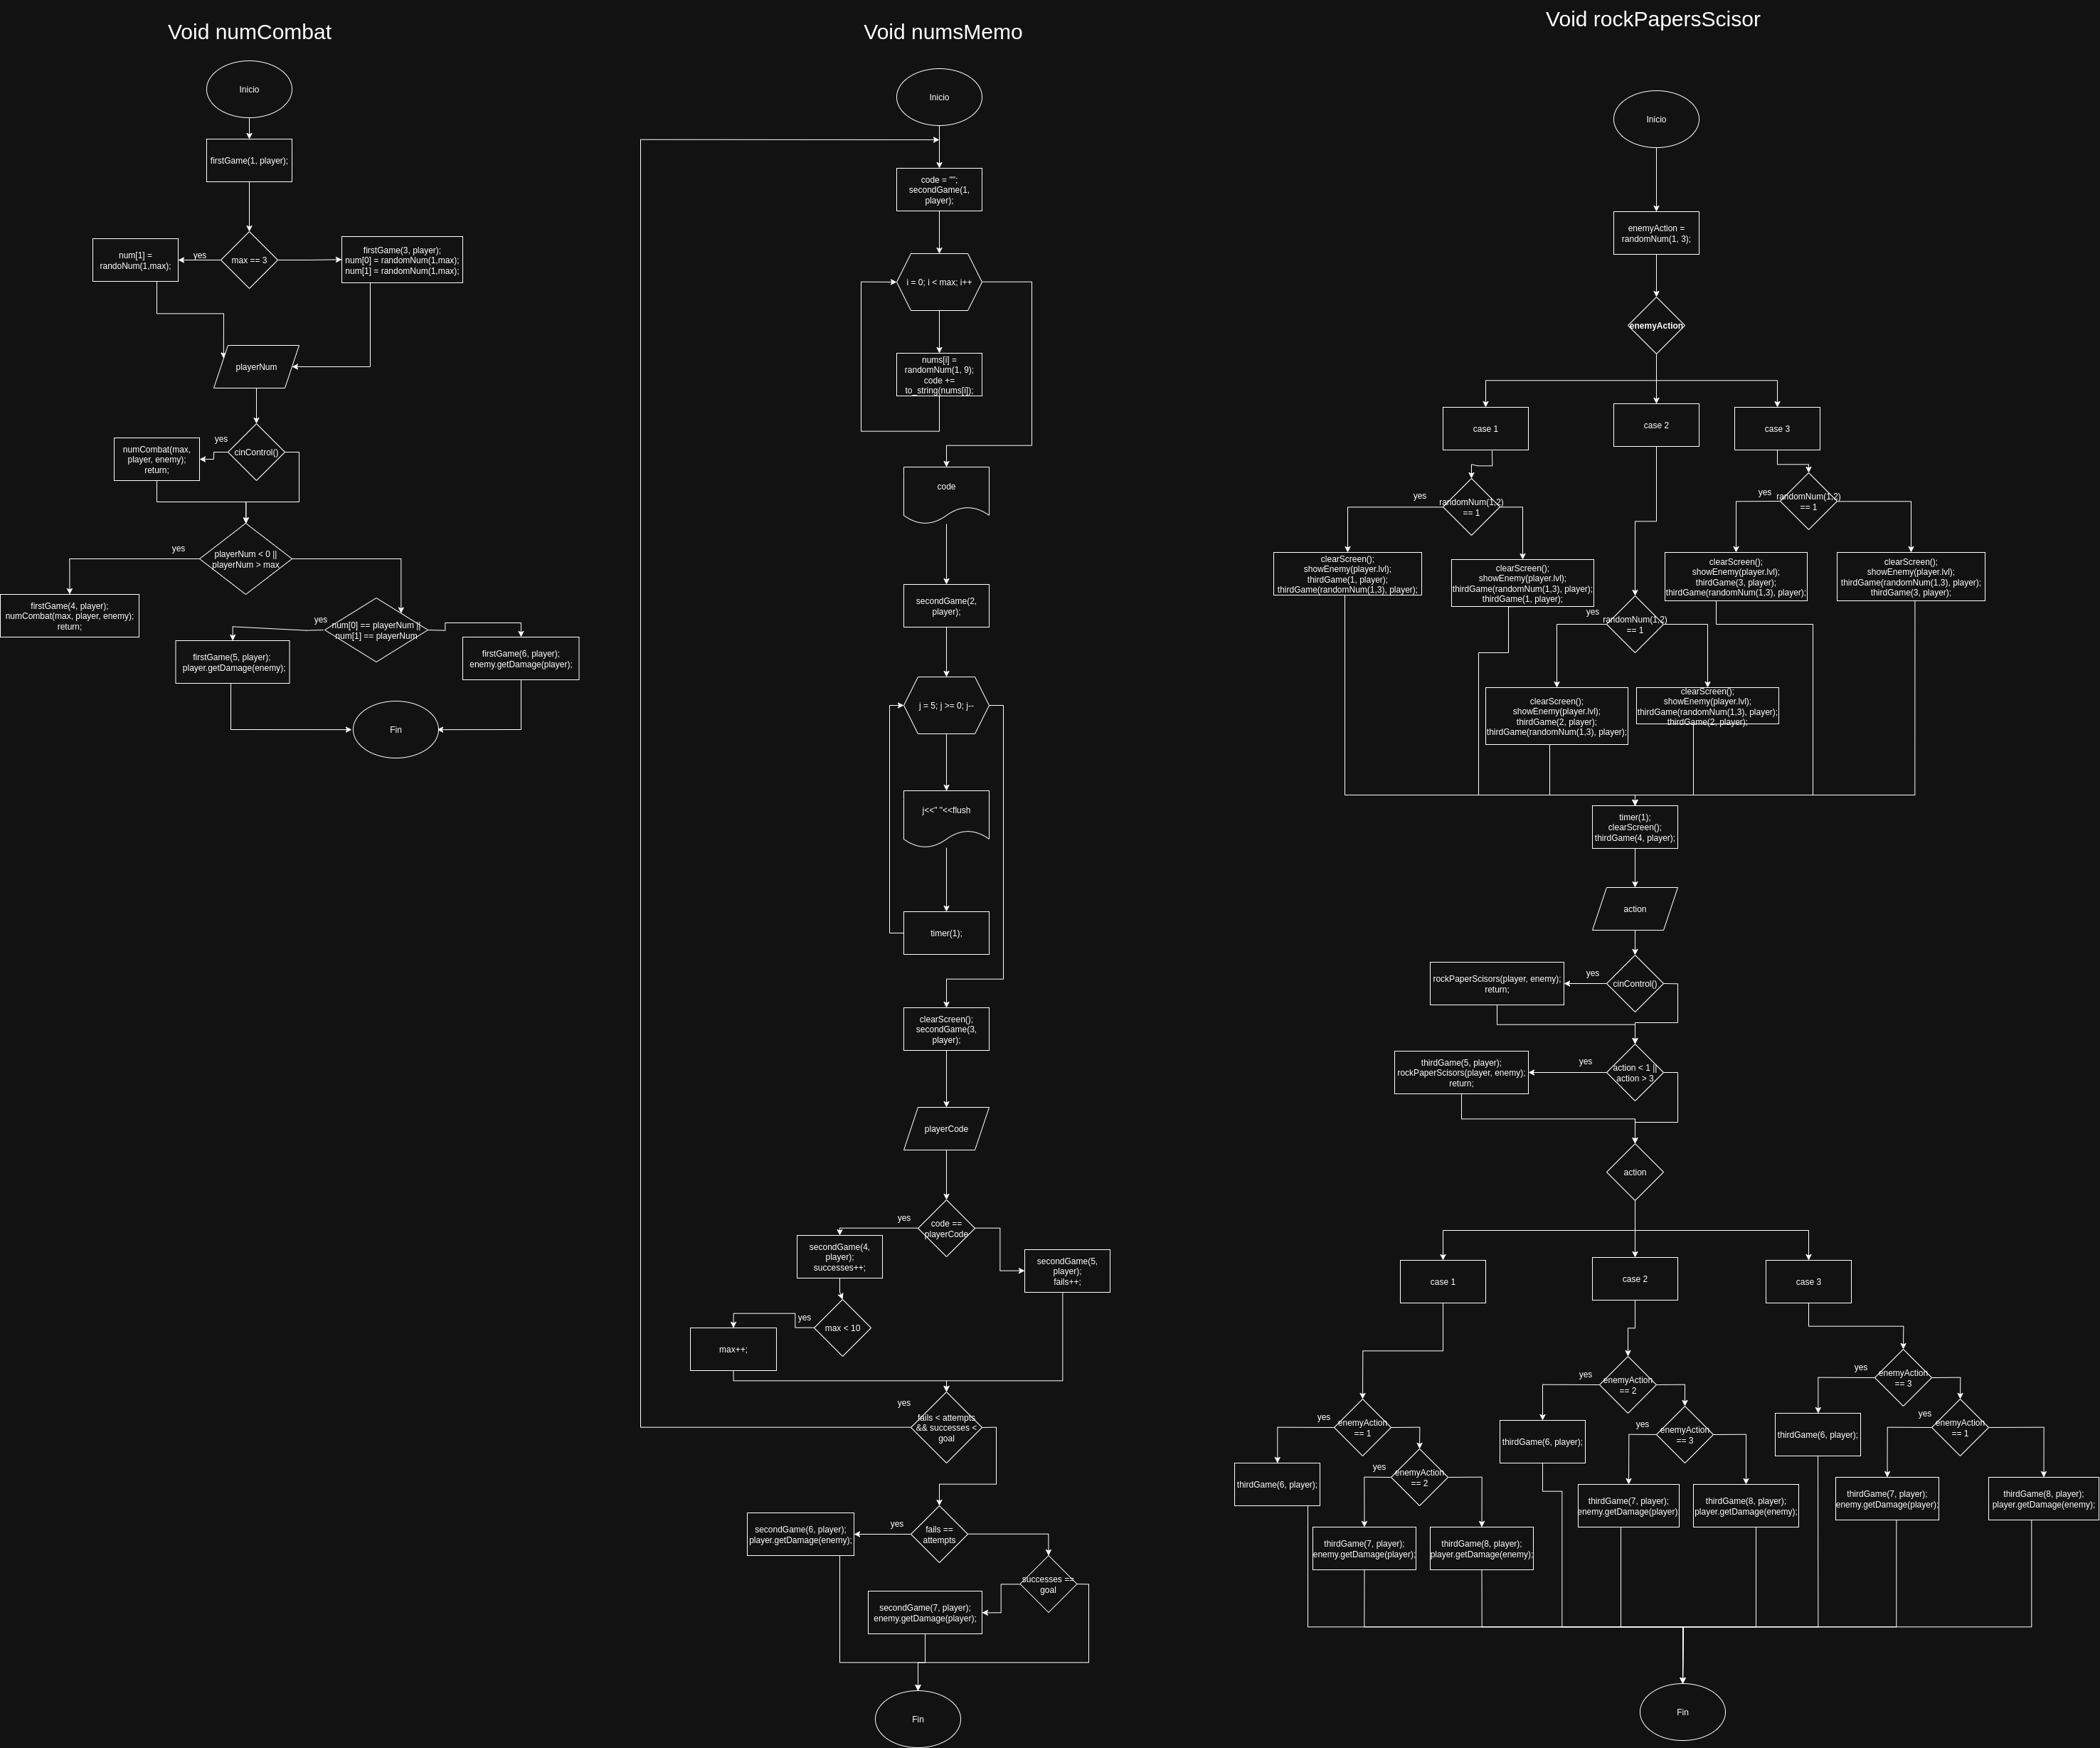 Void numCombat
Inicio
firstGame(1, player);
max == 3
yes
num[1] =
randoNum(1,max);
firstGame(3, player);
num[0] = randomNum(1,max);
num[1] = randomNum(1,max);
playerNum
cinControl()
yes
numCombat(max,
player, enemy);
return;
playerNum < 0 ||
playerNum > max
yes
firstGame(4, player);
numCombat(max, player, enemy);
return;
num[0] == playerNum ||
num[1] == playerNum
yes
firstGame(5, player);
player.getDamage(enemy);
firstGame(6, player);
enemy.getDamage(player);
Fin
Void numsMemo
Inicio
code = "";
secondGame(1,
player);
i = 0; i < max; i++
nums[i] =
randomNum(1, 9);
code +=
to_string(nums[i]);
code
secondGame(2,
player);
j = 5; j >= 0; j--
j<<" "<<flush
timer(1);
clearScreen();
secondGame(3,
player);
playerCode
code ==
playerCode
yes
secondGame(4,
player);
successes++;
secondGame(5,
player);
fails++;
max < 10
yes
max++;
fails < attempts
&& successes <
goal
yes
fails ==
attempts
yes
secondGame(6, player);
player.getDamage(enemy);
successes ==
goal
secondGame(7, player);
enemy.getDamage(player);
Fin
Void rockPapersScisor
Inicio
enemyAction =
randomNum(1, 3);
enemyAction
case 1
case 2
case 3
randomNum(1,2)
== 1
yes
clearScreen();
showEnemy(player.lvl);
thirdGame(1, player);
thirdGame(randomNum(1,3), player);
clearScreen();
showEnemy(player.lvl);
thirdGame(randomNum(1,3), player);
thirdGame(1, player);
randomNum(1,2)
== 1
yes
clearScreen();
showEnemy(player.lvl);
thirdGame(3, player);
thirdGame(randomNum(1,3), player);
clearScreen();
showEnemy(player.lvl);
thirdGame(randomNum(1,3), player);
thirdGame(3, player);
randomNum(1,2)
== 1
yes
clearScreen();
showEnemy(player.lvl);
thirdGame(2, player);
thirdGame(randomNum(1,3), player);
clearScreen();
showEnemy(player.lvl);
thirdGame(randomNum(1,3), player);
thirdGame(2, player);
timer(1);
clearScreen();
thirdGame(4, player);
action
cinControl()
yes
rockPaperScisors(player, enemy);
return;
action < 1 ||
action > 3
yes
thirdGame(5, player);
rockPaperScisors(player, enemy);
return;
action
case 1
case 2
case 3
enemyAction
== 1
yes
thirdGame(6, player);
enemyAction
== 2
yes
thirdGame(7, player);
enemy.getDamage(player);
thirdGame(8, player);
player.getDamage(enemy);
enemyAction
== 2
yes
thirdGame(6, player);
enemyAction
== 3
yes
thirdGame(7, player);
enemy.getDamage(player);
thirdGame(8, player);
player.getDamage(enemy);
enemyAction
== 3
yes
thirdGame(6, player);
enemyAction
== 1
yes
thirdGame(7, player);
enemy.getDamage(player);
thirdGame(8, player);
player.getDamage(enemy);
Fin